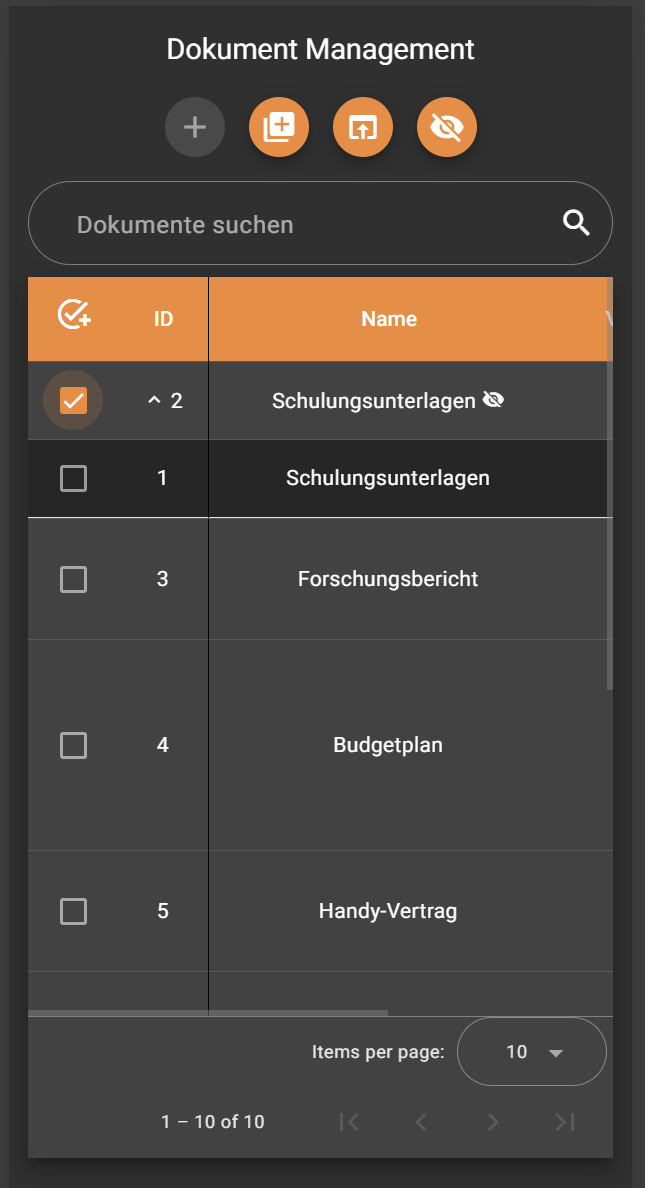 Dokument Management
Dokumente suchen
ID Name
2 Schulungsunterlagen
1 Schulungsunterlagen
3 Forschungsbericht
4 Budgetplan
5 Handy-Vertrag
Items per page: 10
1 – 10 of 10